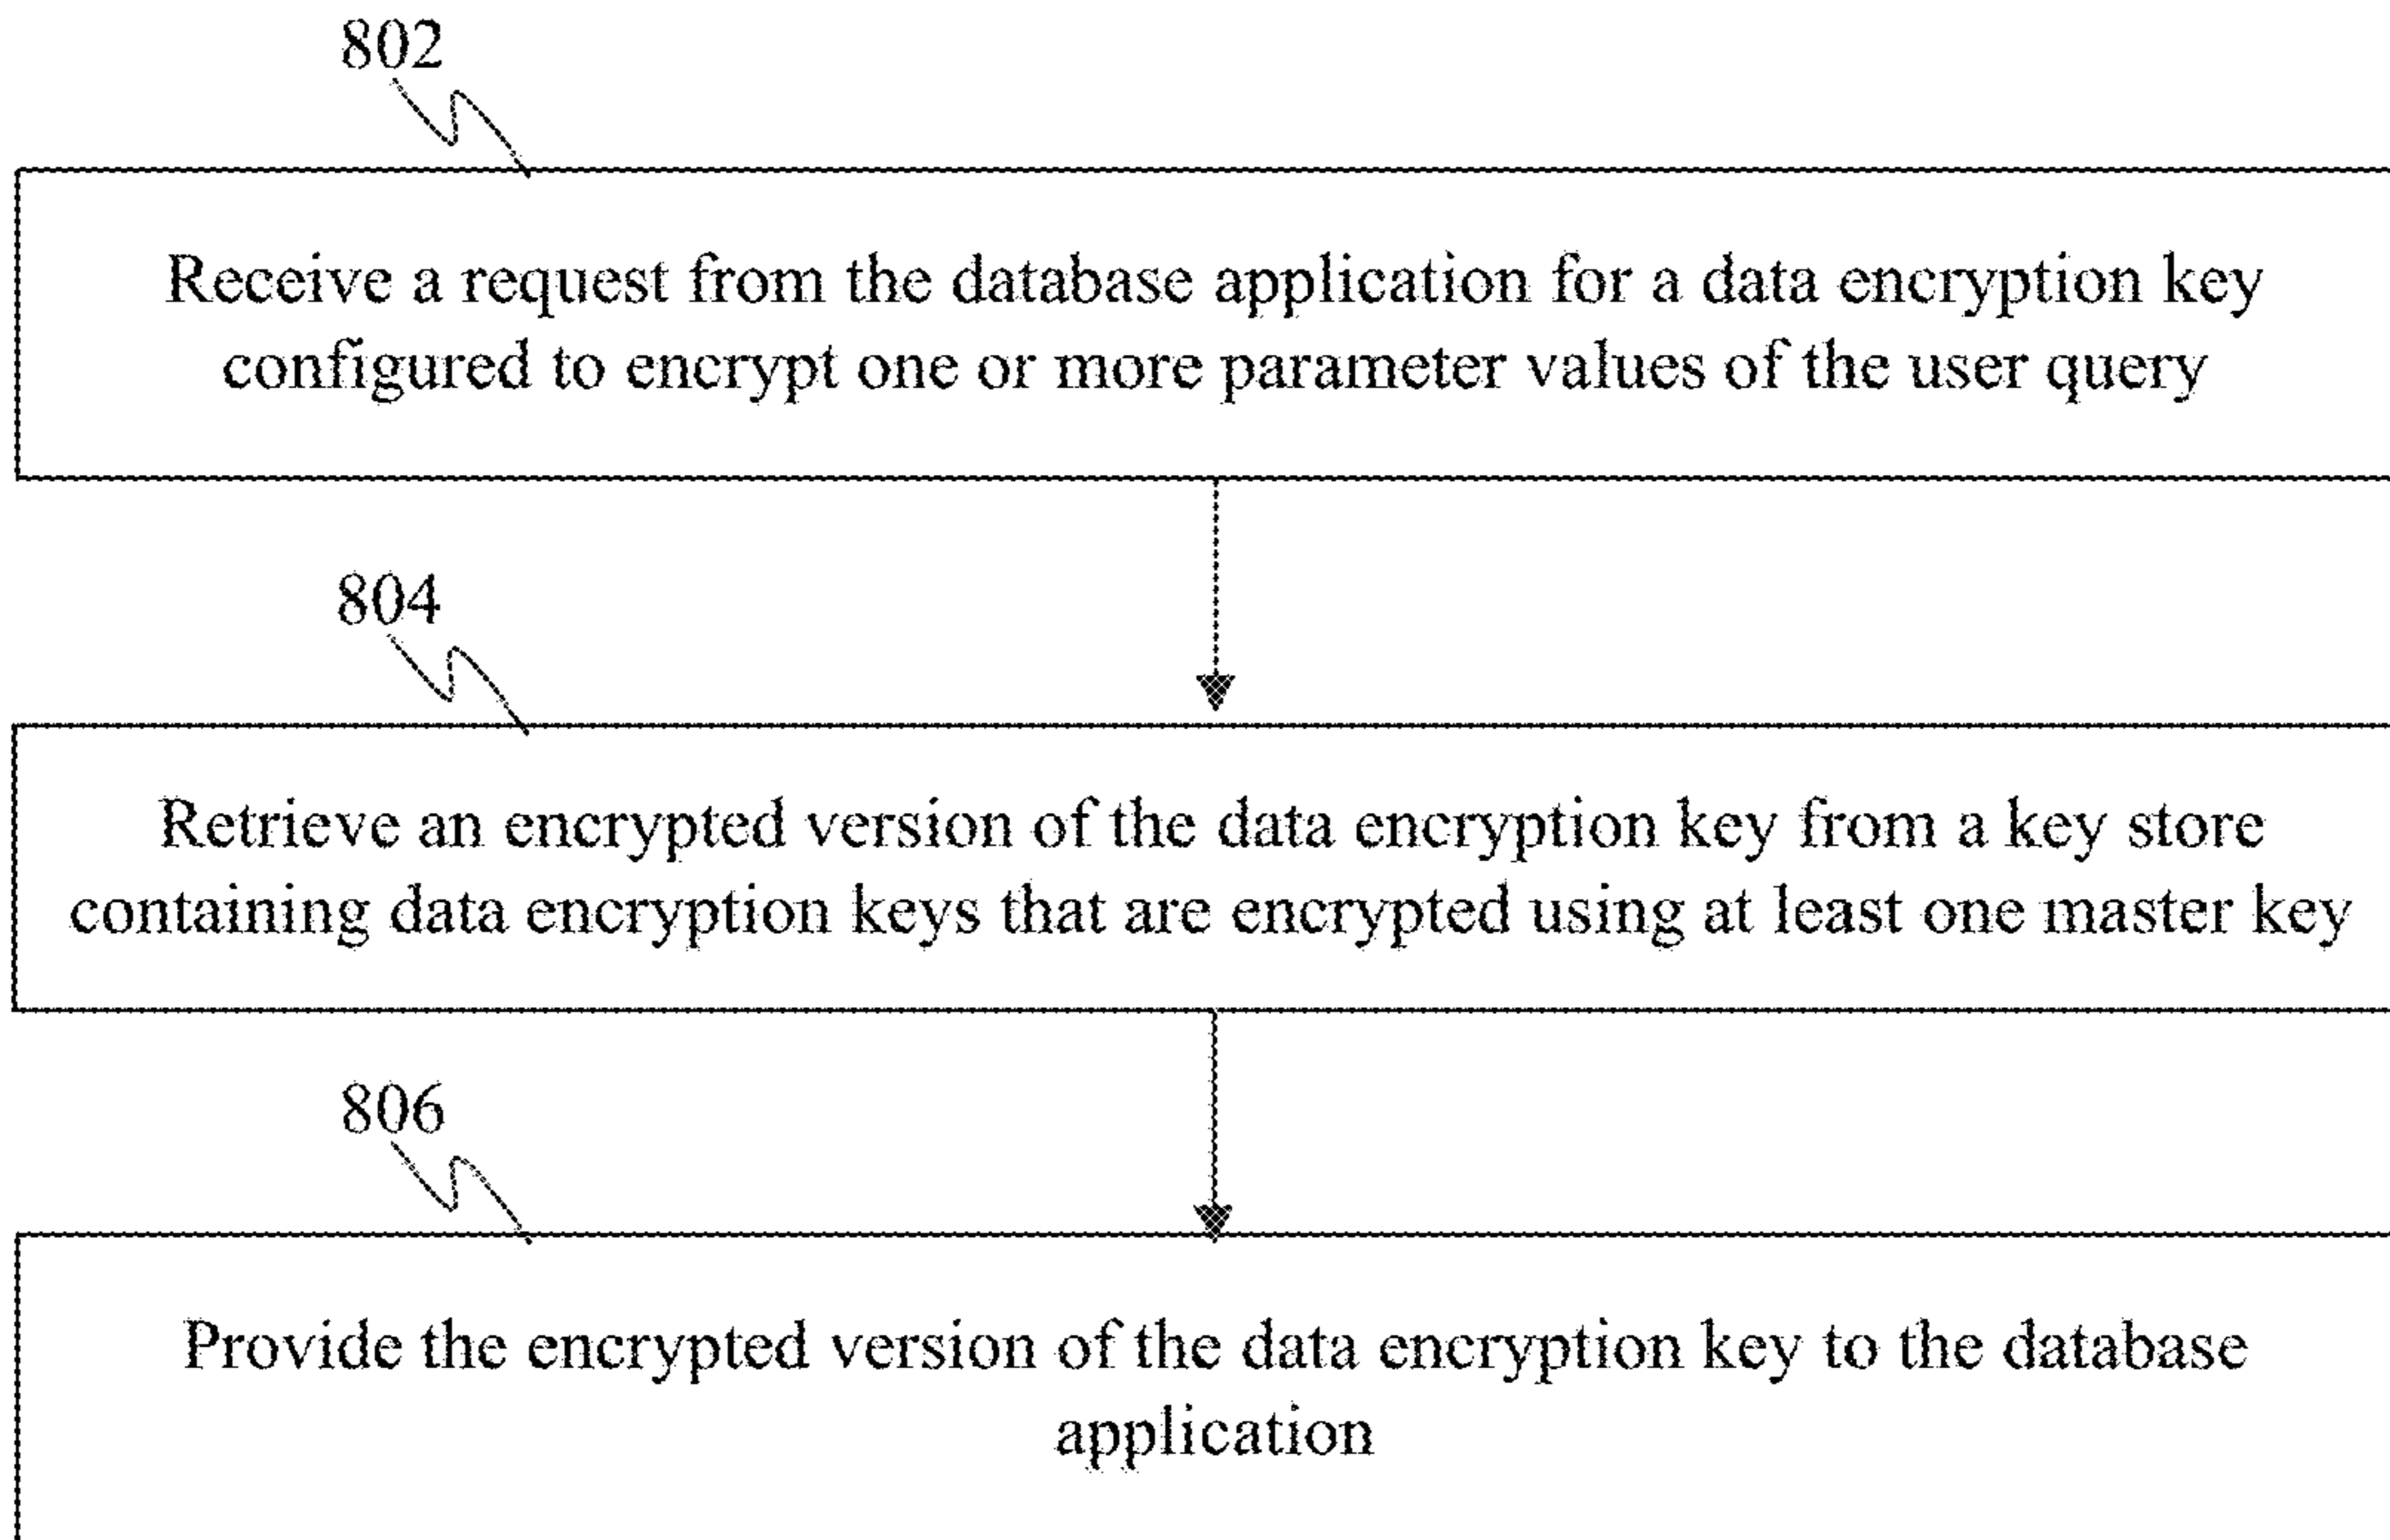 802
Receive a request from the database application for a data encryption key
configured to encrypt one or more parameter values of the user query
804
Retrieve an encrypted version of the data encryption key from a key store
containing data encryption keys that are encrypted using at least one master key
806
Provide the encrypted version of the data encryption key to the database
application